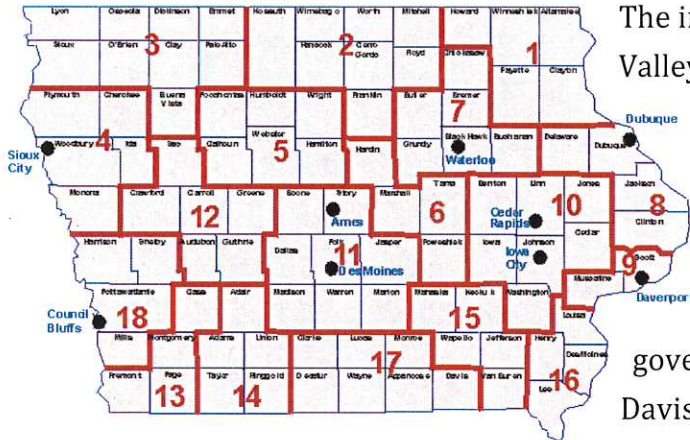 Lyon Osceola Dickinson Emmet Kossuth Winnebago Worth Mitchell Howard Winneshiek Allamakee
The i
Valley
Sioux O'Brien Clay Palo Alto Hancock Cerro Gordo Floyd Chickasaw
3 2 1
Fayette Clayton
Plymouth Cherokee Buena Vista Pocahontas Humboldt Wright Franklin Butler Bremer
7
Dubuque
4 5
Woodbury Ida Sac Calhoun Webster Hamilton Hardin Grundy Black Hawk Buchanan Delaware Dubuque
Sioux City
Waterloo
Jackson
Monona Crawford Carroll Greene Boone Story Marshall Tama Benton Linn Jones
12 6 10 8
Ames
Cedar Rapids
Clinton
Harrison Shelby Audubon Guthrie Dallas Polk Jasper Poweshiek Iowa Johnson Cedar
11
Des Moines
Iowa City
Scott
9
Muscatine
Davenpor
Pottawattamie Cass Adair Madison Warren Marion Mahaska Keokuk Washington Louisa
18 15
Council Bluffs
Mills Montgomery Adams Union Clarke Lucas Monroe Wapello Jefferson Henry
17
Des Moines
gove
Fremont Page Taylor Ringgold Decatur Wayne Appanoose Davis Van Buren Lee
13 14 16
Davis